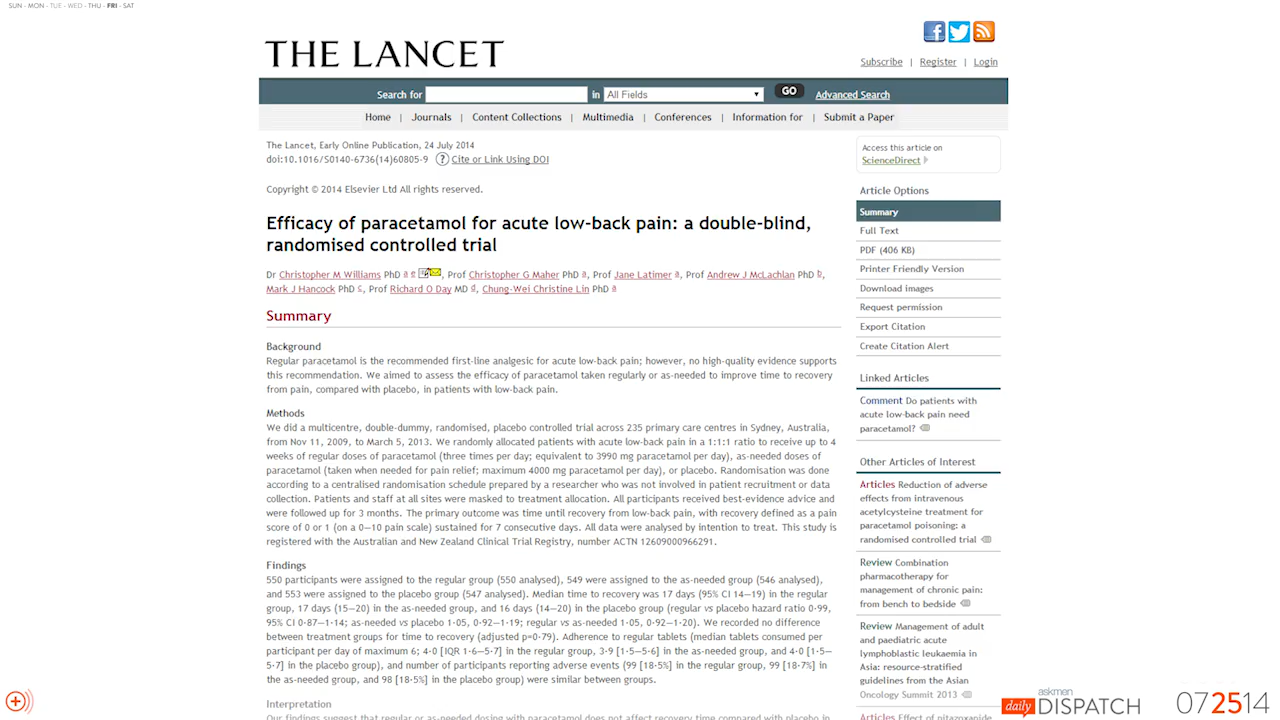 SUN - MON - TUE - WED - THU - FRI - SAT
THE LANCET
Subscribe | Register | Login
Search for in All Fields GO Advanced Search
Home | Journals | Content Collections | Multimedia | Conferences | Information for | Submit a Paper
The Lancet, Early Online Publication, 24 July 2014
doi:10.1016/S0140-6736(14)60805-9 ? Cite or Link Using DOI
Copyright © 2014 Elsevier Ltd All rights reserved.
Efficacy of paracetamol for acute low-back pain: a double-blind,
randomised controlled trial
Dr Christopher M Williams PhD a e, Prof Christopher G Maher PhD a, Prof Jane Latimer a, Prof Andrew J McLachlan PhD b,
Mark J Hancock PhD c, Prof Richard O Day MD d, Chung-Wei Christine Lin PhD a
Summary
Background
Regular paracetamol is the recommended first-line analgesic for acute low-back pain; however, no high-quality evidence supports
this recommendation. We aimed to assess the efficacy of paracetamol taken regularly or as-needed to improve time to recovery
from pain, compared with placebo, in patients with low-back pain.
Methods
We did a multicentre, double-dummy, randomised, placebo controlled trial across 235 primary care centres in Sydney, Australia,
from Nov 11, 2009, to March 5, 2013. We randomly allocated patients with acute low-back pain in a 1:1:1 ratio to receive up to 4
weeks of regular doses of paracetamol (three times per day; equivalent to 3990 mg paracetamol per day), as-needed doses of
paracetamol (taken when needed for pain relief; maximum 4000 mg paracetamol per day), or placebo. Randomisation was done
according to a centralised randomisation schedule prepared by a researcher who was not involved in patient recruitment or data
collection. Patients and staff at all sites were masked to treatment allocation. All participants received best-evidence advice and
were followed up for 3 months. The primary outcome was time until recovery from low-back pain, with recovery defined as a pain
score of 0 or 1 (on a 0—10 pain scale) sustained for 7 consecutive days. All data were analysed by intention to treat. This study is
registered with the Australian and New Zealand Clinical Trial Registry, number ACTN 12609000966291.
Findings
550 participants were assigned to the regular group (550 analysed), 549 were assigned to the as-needed group (546 analysed),
and 553 were assigned to the placebo group (547 analysed). Median time to recovery was 17 days (95% CI 14—19) in the regular
group, 17 days (15—20) in the as-needed group, and 16 days (14—20) in the placebo group (regular vs placebo hazard ratio 0·99,
95% CI 0·87—1·14; as-needed vs placebo 1·05, 0·92—1·19; regular vs as-needed 1·05, 0·92—1·20). We recorded no difference
between treatment groups for time to recovery (adjusted p=0·79). Adherence to regular tablets (median tablets consumed per
participant per day of maximum 6; 4·0 [IQR 1·6—5·7] in the regular group, 3·9 [1·5—5·6] in the as-needed group, and 4·0 [1·5—
5·7] in the placebo group), and number of participants reporting adverse events (99 [18·5%] in the regular group, 99 [18·7%] in
the as-needed group, and 98 [18·5%] in the placebo group) were similar between groups.
Interpretation
Our findings suggest that regular or as-needed dosing with paracetamol does not affect recovery time compared with placebo in
Access this article on
ScienceDirect
Article Options
Summary
Full Text
PDF (406 KB)
Printer Friendly Version
Download images
Request permission
Export Citation
Create Citation Alert
Linked Articles
Comment Do patients with
acute low-back pain need
paracetamol?
Other Articles of Interest
Articles Reduction of adverse
effects from intravenous
acetylcysteine treatment for
paracetamol poisoning: a
randomised controlled trial
Review Combination
pharmacotherapy for
management of chronic pain:
from bench to bedside
Review Management of adult
and paediatric acute
lymphoblastic leukaemia in
Asia: resource-stratified
guidelines from the Asian
Oncology Summit 2013
Articles Effect of nitazoxanide
daily askmen DISPATCH 072514